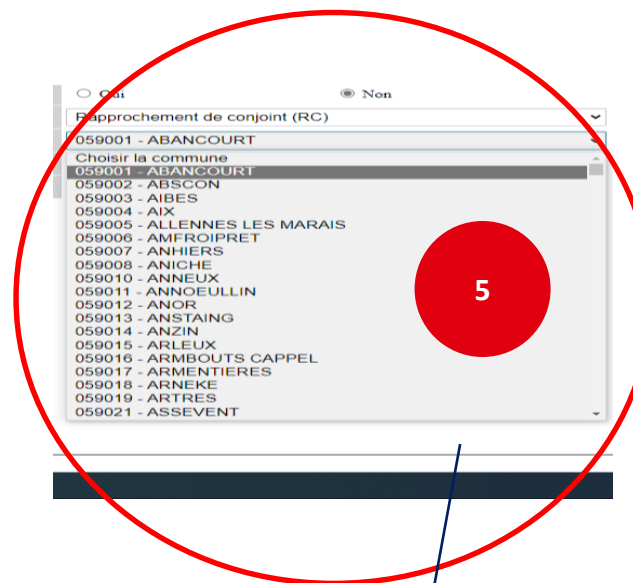 Oui Non
Rapprochement de conjoint (RC)
059001 - ABANCOURT
Choisir la commune
059001 - ABANCOURT
059002 - ABSCON
059003 - AIBES
059004 - AIX
059005 - ALLENNES LES MARAIS
059006 - AMFROIPRET
059007 - ANHIERS
059008 - ANICHE
059010 - ANNEUX
059011 - ANNOEULLIN
059012 - ANOR
059013 - ANSTAING
059014 - ANZIN
059015 - ARLEUX
059016 - ARMBOUTS CAPPEL
059017 - ARMENTIERES
059018 - ARNEKE
059019 - ARTRES
059021 - ASSEVENT
5